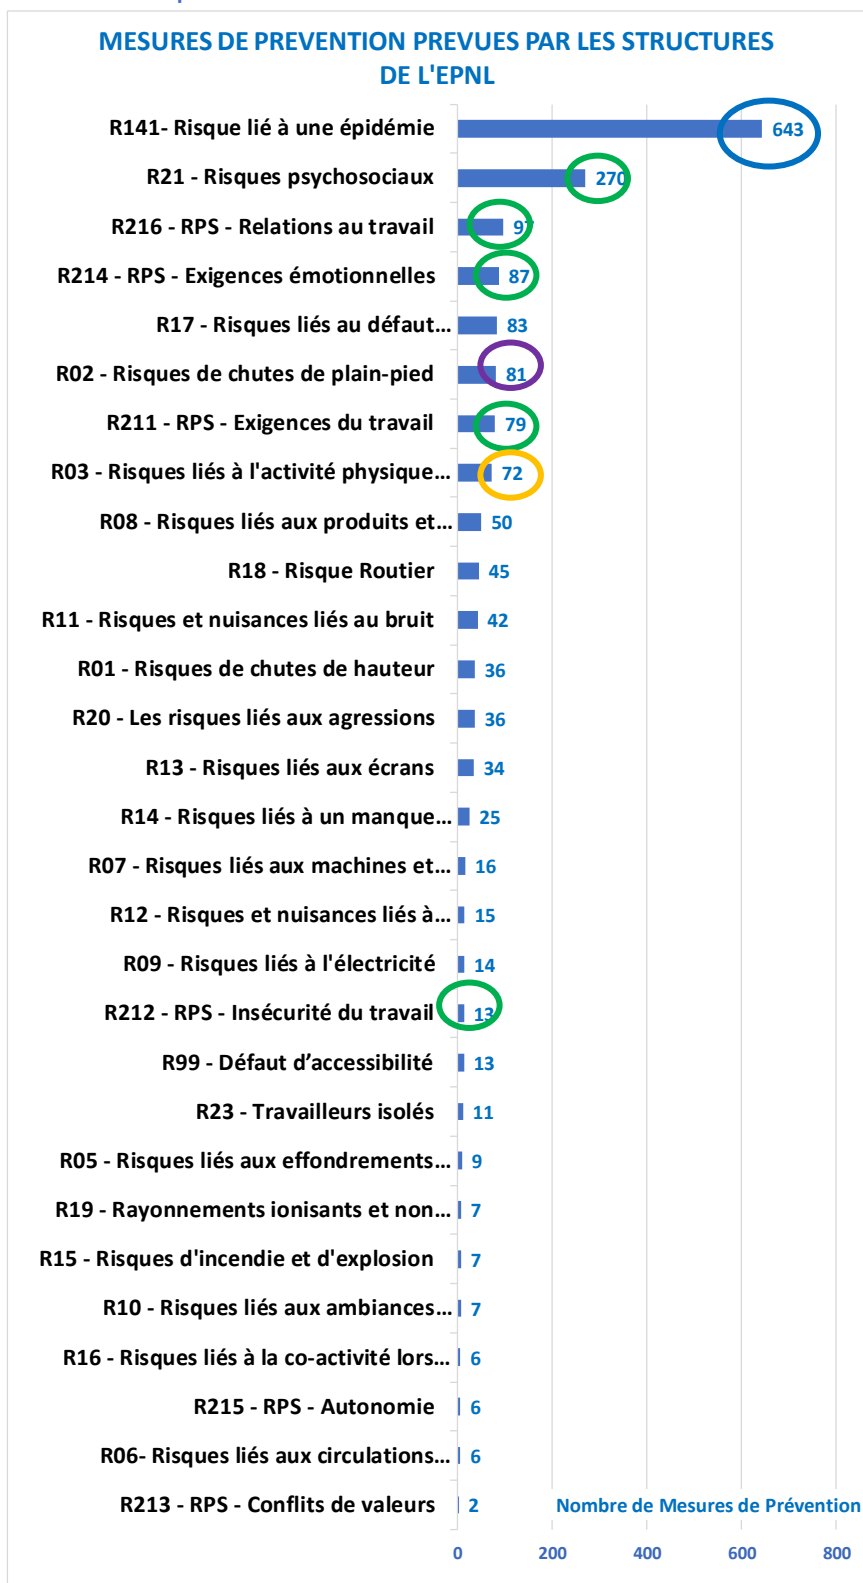 MESURES DE PREVENTION PREVUES PAR LES STRUCTURES
DE L'EPNL
R141- Risque lié à une épidémie 643
R21 - Risques psychosociaux 270
R216 - RPS - Relations au travail 97
R214 - RPS - Exigences émotionnelles 87
R17 - Risques liés au défaut... 83
R02 - Risques de chutes de plain-pied 81
R211 - RPS - Exigences du travail 79
R03 - Risques liés à l'activité physique... 72
R08 - Risques liés aux produits et... 50
R18 - Risque Routier 45
R11 - Risques et nuisances liés au bruit 42
R01 - Risques de chutes de hauteur 36
R20 - Les risques liés aux agressions 36
R13 - Risques liés aux écrans 34
R14 - Risques liés à un manque... 25
R07 - Risques liés aux machines et... 16
R12 - Risques et nuisances liés à... 15
R09 - Risques liés à l'électricité 14
R212 - RPS - Insécurité du travail 13
R99 - Défaut d’accessibilité 13
R23 - Travailleurs isolés 11
R05 - Risques liés aux effondrements... 9
R19 - Rayonnements ionisants et non... 7
R15 - Risques d'incendie et d'explosion 7
R10 - Risques liés aux ambiances... 7
R16 - Risques liés à la co-activité lors... 6
R215 - RPS - Autonomie 6
R06- Risques liés aux circulations... 6
R213 - RPS - Conflits de valeurs 2 Nombre de Mesures de Prévention
0 200 400 600 800